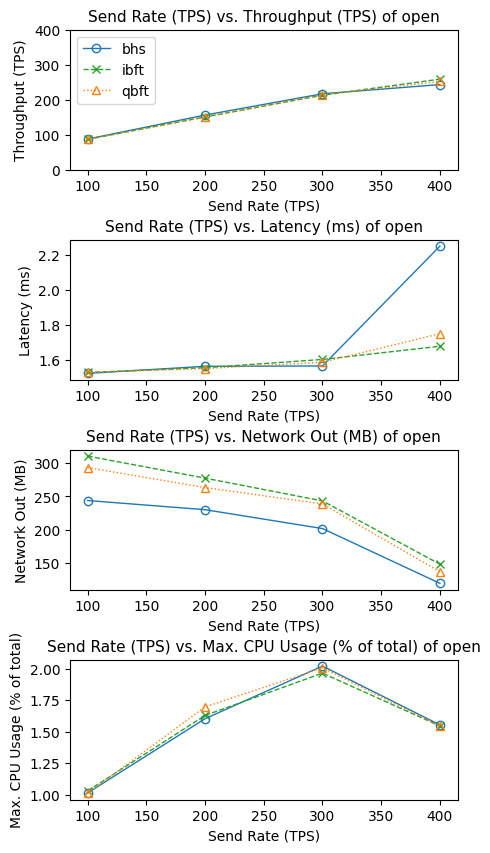 Send Rate (TPS) vs. Throughput (TPS) of open
400
300
200
100
0
Throughput (TPS)
bhs
ibft
qbft
100 150 200 250 300 350 400
Send Rate (TPS)
Send Rate (TPS) vs. Latency (ms) of open
2.2
2.0
1.8
1.6
Latency (ms)
100 150 200 250 300 350 400
Send Rate (TPS)
Send Rate (TPS) vs. Network Out (MB) of open
300
250
200
150
Network Out (MB)
100 150 200 250 300 350 400
Send Rate (TPS)
Send Rate (TPS) vs. Max. CPU Usage (% of total) of open
2.00
1.75
1.50
1.25
1.00
Max. CPU Usage (% of total)
100 150 200 250 300 350 400
Send Rate (TPS)